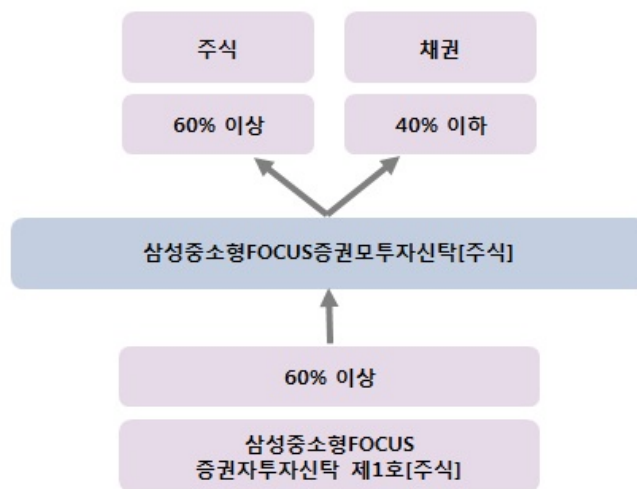 주식
채권
60% 이상
40% 이하
삼성중소형FOCUS증권모투자신탁[주식]
60% 이상
삼성중소형FOCUS
증권자투자신탁 제1호[주식]